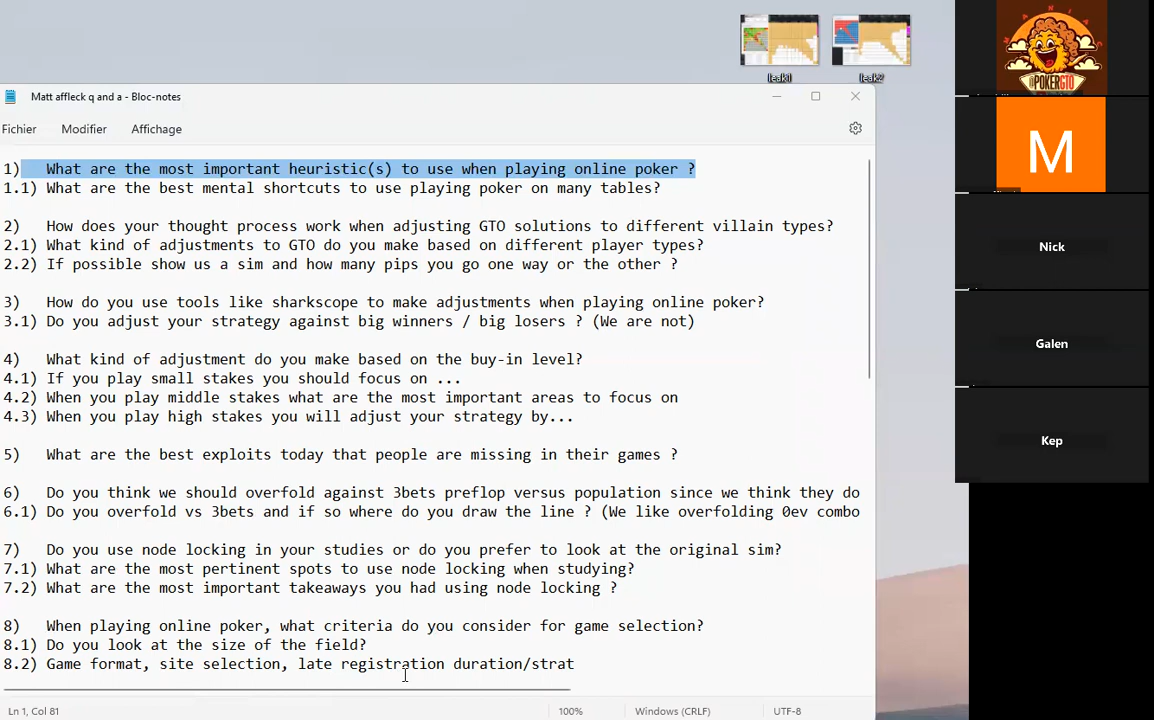 leak1
leak2
MANIAC
@POKERGTO
Matt affleck q and a - Bloc-notes
Fichier Modifier Affichage
1) What are the most important heuristic(s) to use when playing online poker ?
1.1) What are the best mental shortcuts to use playing poker on many tables?
2) How does your thought process work when adjusting GTO solutions to different villain types?
2.1) What kind of adjustments to GTO do you make based on different player types?
2.2) If possible show us a sim and how many pips you go one way or the other ?
3) How do you use tools like sharkscope to make adjustments when playing online poker?
3.1) Do you adjust your strategy against big winners / big losers ? (We are not)
4) What kind of adjustment do you make based on the buy-in level?
4.1) If you play small stakes you should focus on ...
4.2) When you play middle stakes what are the most important areas to focus on
4.3) When you play high stakes you will adjust your strategy by...
5) What are the best exploits today that people are missing in their games ?
6) Do you think we should overfold against 3bets preflop versus population since we think they do
6.1) Do you overfold vs 3bets and if so where do you draw the line ? (We like overfolding 0ev combo
7) Do you use node locking in your studies or do you prefer to look at the original sim?
7.1) What are the most pertinent spots to use node locking when studying?
7.2) What are the most important takeaways you had using node locking ?
8) When playing online poker, what criteria do you consider for game selection?
8.1) Do you look at the size of the field?
8.2) Game format, site selection, late registration duration/strat
Ln 1, Col 81 100% Windows (CRLF) UTF-8
M
Nick
Galen
Kep